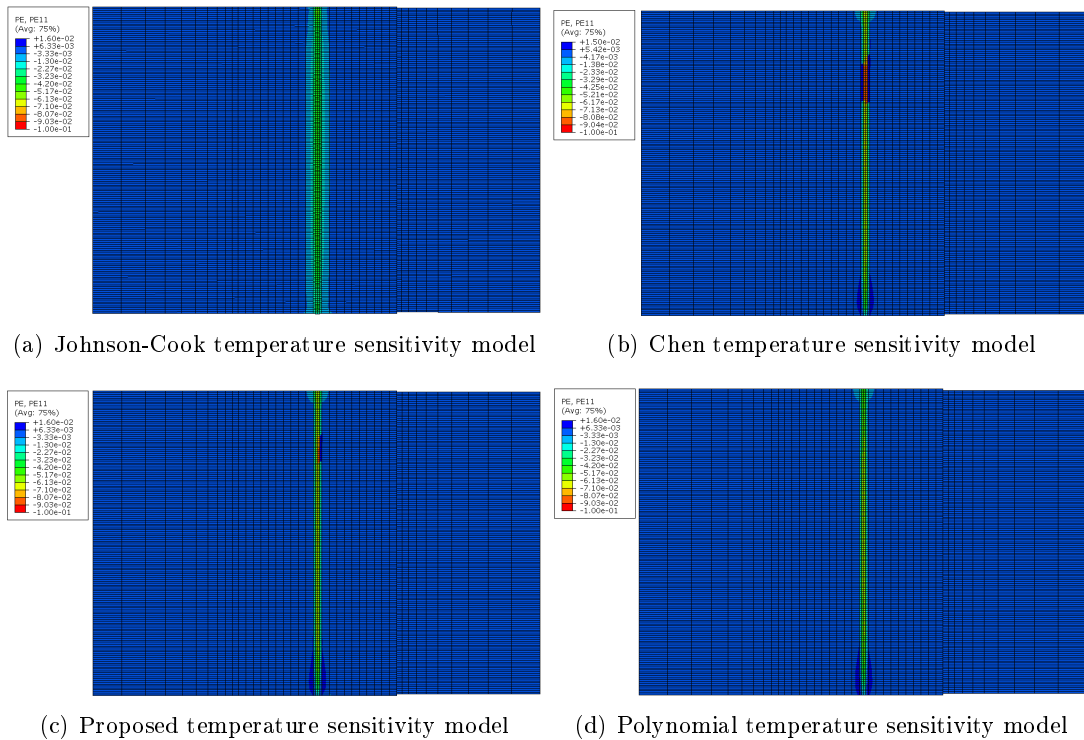 PE, PE11
(Avg: 75%)
+1.60e-02
+6.33e-03
-3.33e-03
-1.30e-02
-2.27e-02
-3.23e-02
-4.20e-02
-5.17e-02
-6.13e-02
-7.10e-02
-8.07e-02
-9.03e-02
-1.00e-01
(a) Johnson-Cook temperature sensitivity model
PE, PE11
(Avg: 75%)
+1.50e-02
+5.42e-03
-4.17e-03
-1.38e-02
-2.33e-02
-3.29e-02
-4.25e-02
-5.21e-02
-6.17e-02
-7.13e-02
-8.08e-02
-9.04e-02
-1.00e-01
(b) Chen temperature sensitivity model
PE, PE11
(Avg: 75%)
+1.60e-02
+6.33e-03
-3.33e-03
-1.30e-02
-2.27e-02
-3.23e-02
-4.20e-02
-5.17e-02
-6.13e-02
-7.10e-02
-8.07e-02
-9.03e-02
-1.00e-01
(c) Proposed temperature sensitivity model
PE, PE11
(Avg: 75%)
+1.60e-02
+6.33e-03
-3.33e-03
-1.30e-02
-2.27e-02
-3.23e-02
-4.20e-02
-5.17e-02
-6.13e-02
-7.10e-02
-8.07e-02
-9.03e-02
-1.00e-01
(d) Polynomial temperature sensitivity model